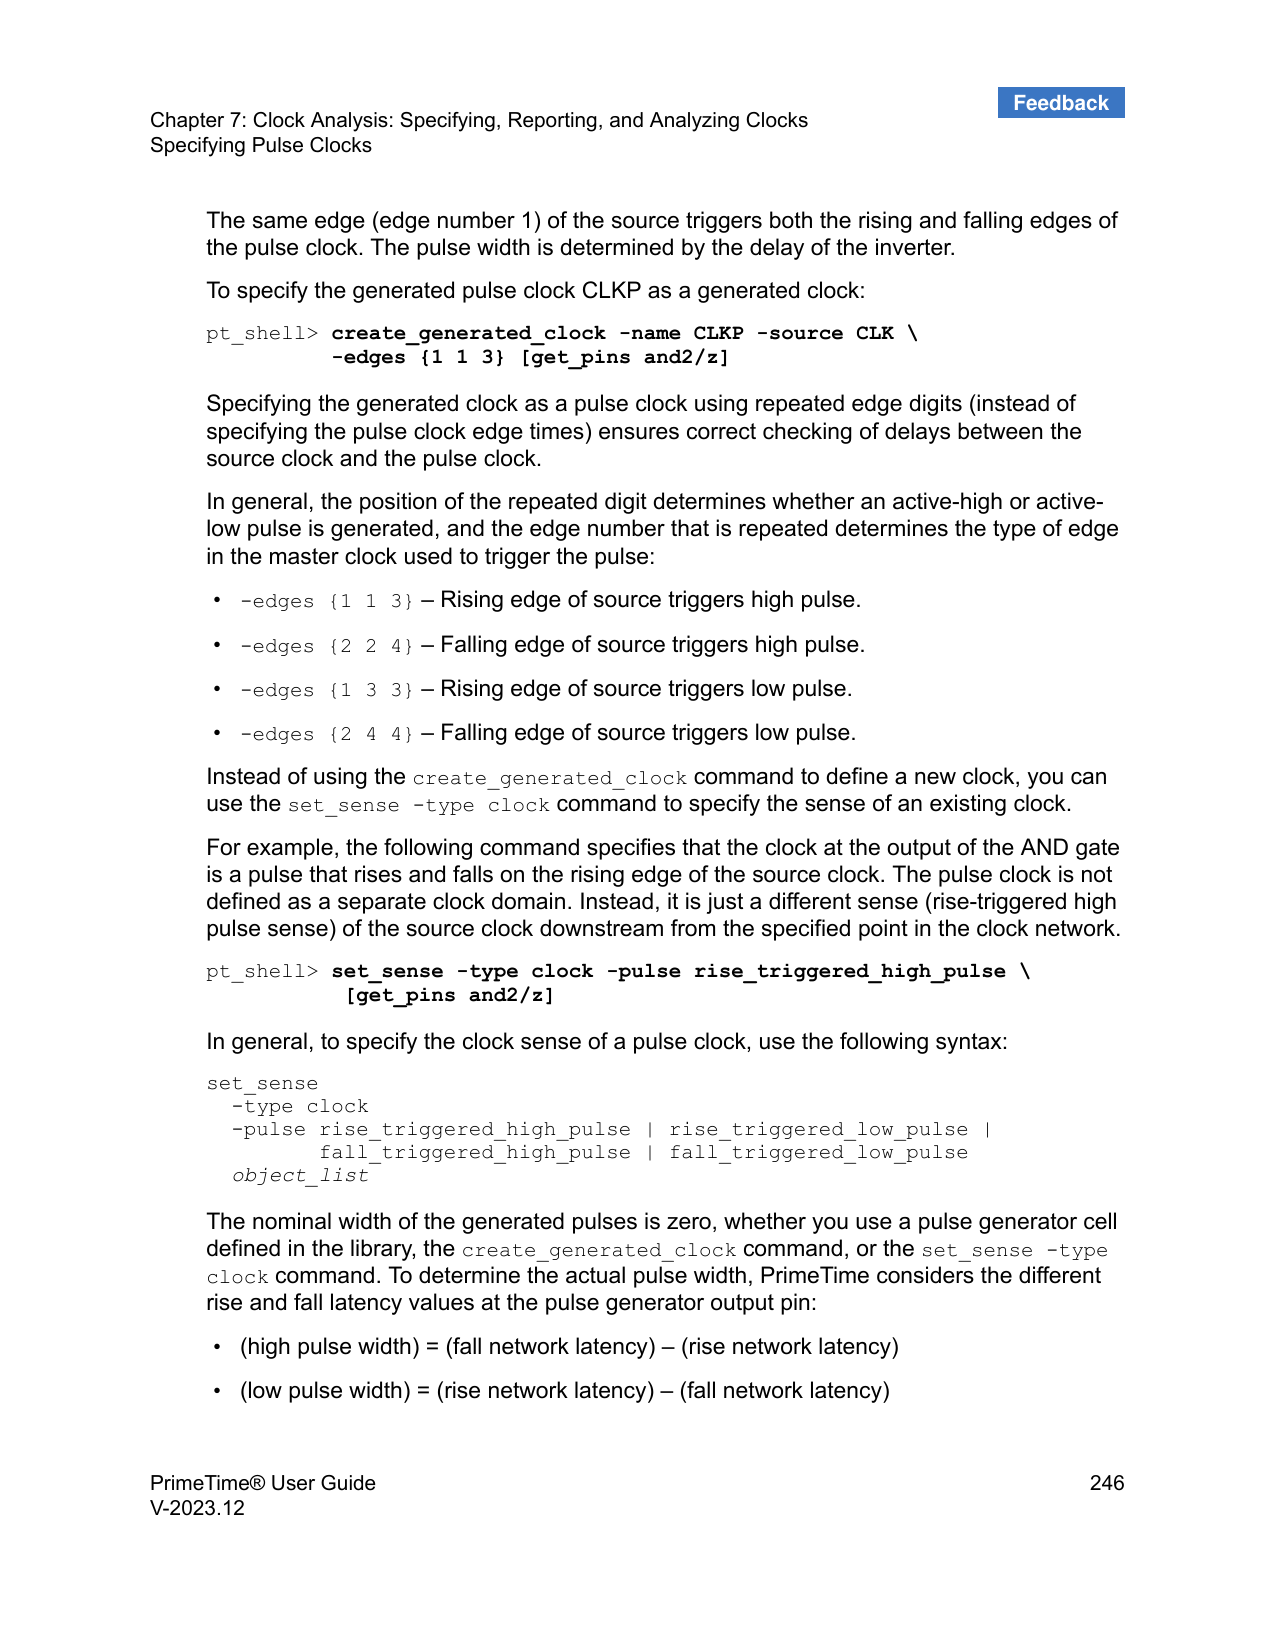 Feedback
Chapter 7: Clock Analysis: Specifying, Reporting, and Analyzing Clocks
Specifying Pulse Clocks
The same edge (edge number 1) of the source triggers both the rising and falling edges of
the pulse clock. The pulse width is determined by the delay of the inverter.
To specify the generated pulse clock CLKP as a generated clock:
pt_shell> create_generated_clock -name CLKP -source CLK \
-edges {1 1 3} [get_pins and2/z]
Specifying the generated clock as a pulse clock using repeated edge digits (instead of
specifying the pulse clock edge times) ensures correct checking of delays between the
source clock and the pulse clock.
In general, the position of the repeated digit determines whether an active-high or active-
low pulse is generated, and the edge number that is repeated determines the type of edge
in the master clock used to trigger the pulse:
• -edges {1 1 3} – Rising edge of source triggers high pulse.
• -edges {2 2 4} – Falling edge of source triggers high pulse.
• -edges {1 3 3} – Rising edge of source triggers low pulse.
• -edges {2 4 4} – Falling edge of source triggers low pulse.
Instead of using the create_generated_clock command to define a new clock, you can
use the set_sense -type clock command to specify the sense of an existing clock.
For example, the following command specifies that the clock at the output of the AND gate
is a pulse that rises and falls on the rising edge of the source clock. The pulse clock is not
defined as a separate clock domain. Instead, it is just a different sense (rise-triggered high
pulse sense) of the source clock downstream from the specified point in the clock network.
pt_shell> set_sense -type clock -pulse rise_triggered_high_pulse \
[get_pins and2/z]
In general, to specify the clock sense of a pulse clock, use the following syntax:
set_sense
-type clock
-pulse rise_triggered_high_pulse | rise_triggered_low_pulse |
fall_triggered_high_pulse | fall_triggered_low_pulse
object_list
The nominal width of the generated pulses is zero, whether you use a pulse generator cell
defined in the library, the create_generated_clock command, or the set_sense -type
clock command. To determine the actual pulse width, PrimeTime considers the different
rise and fall latency values at the pulse generator output pin:
• (high pulse width) = (fall network latency) – (rise network latency)
• (low pulse width) = (rise network latency) – (fall network latency)
PrimeTime® User Guide 246
V-2023.12